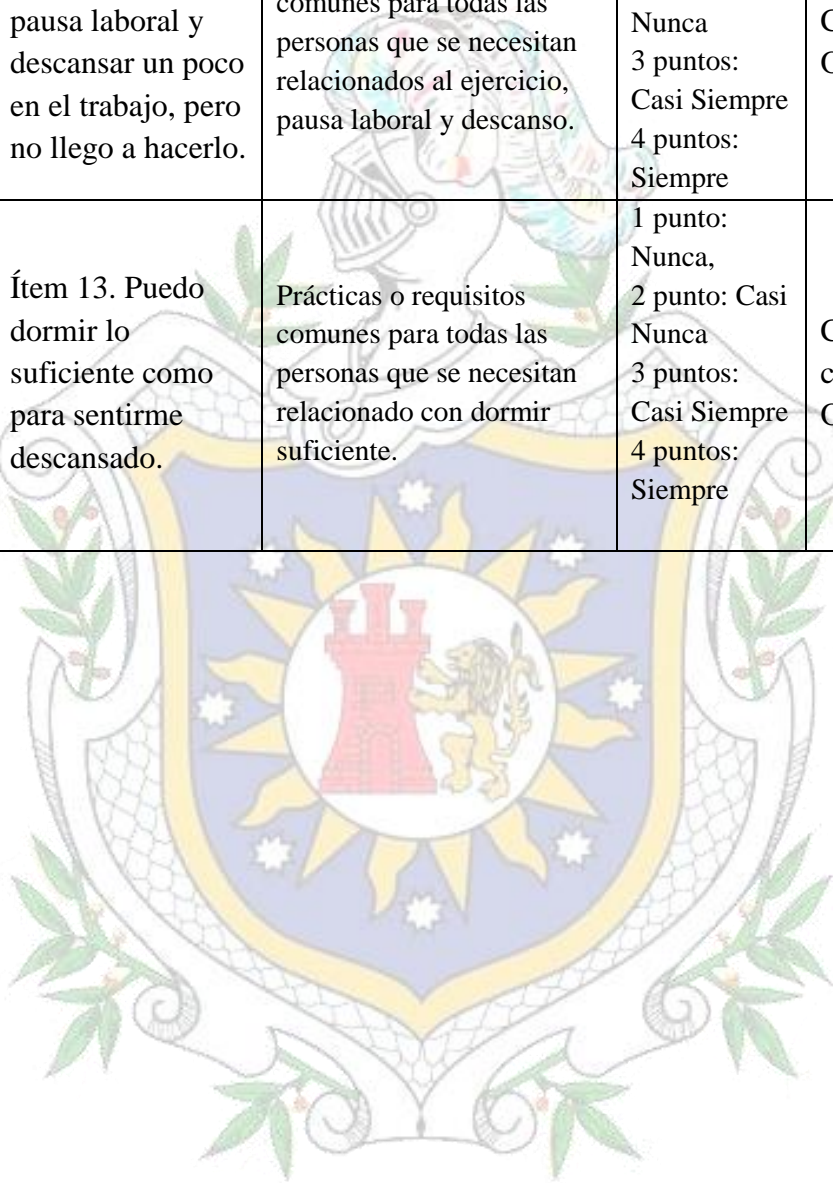 pausa laboral y
descansar un poco
en el trabajo, pero
no llego a hacerlo.
comunes para todas las
personas que se necesitan
relacionados al ejercicio,
pausa laboral y descanso.
Nunca
3 puntos:
Casi Siempre
4 puntos:
Siempre
Ítem 13. Puedo
dormir lo
suficiente como
para sentirme
descansado.
Prácticas o requisitos
comunes para todas las
personas que se necesitan
relacionado con dormir
suficiente.
1 punto:
Nunca,
2 punto: Casi
Nunca
3 puntos:
Casi Siempre
4 puntos:
Siempre